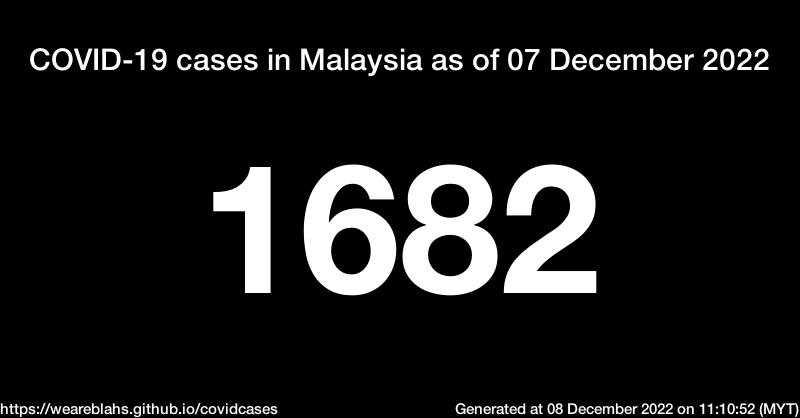 COVID-19 cases in Malaysia as of 07 December 2022
1682
https://weareblahs.github.io/covidcases
Generated at 08 December 2022 on 11:10:52 (MYT)